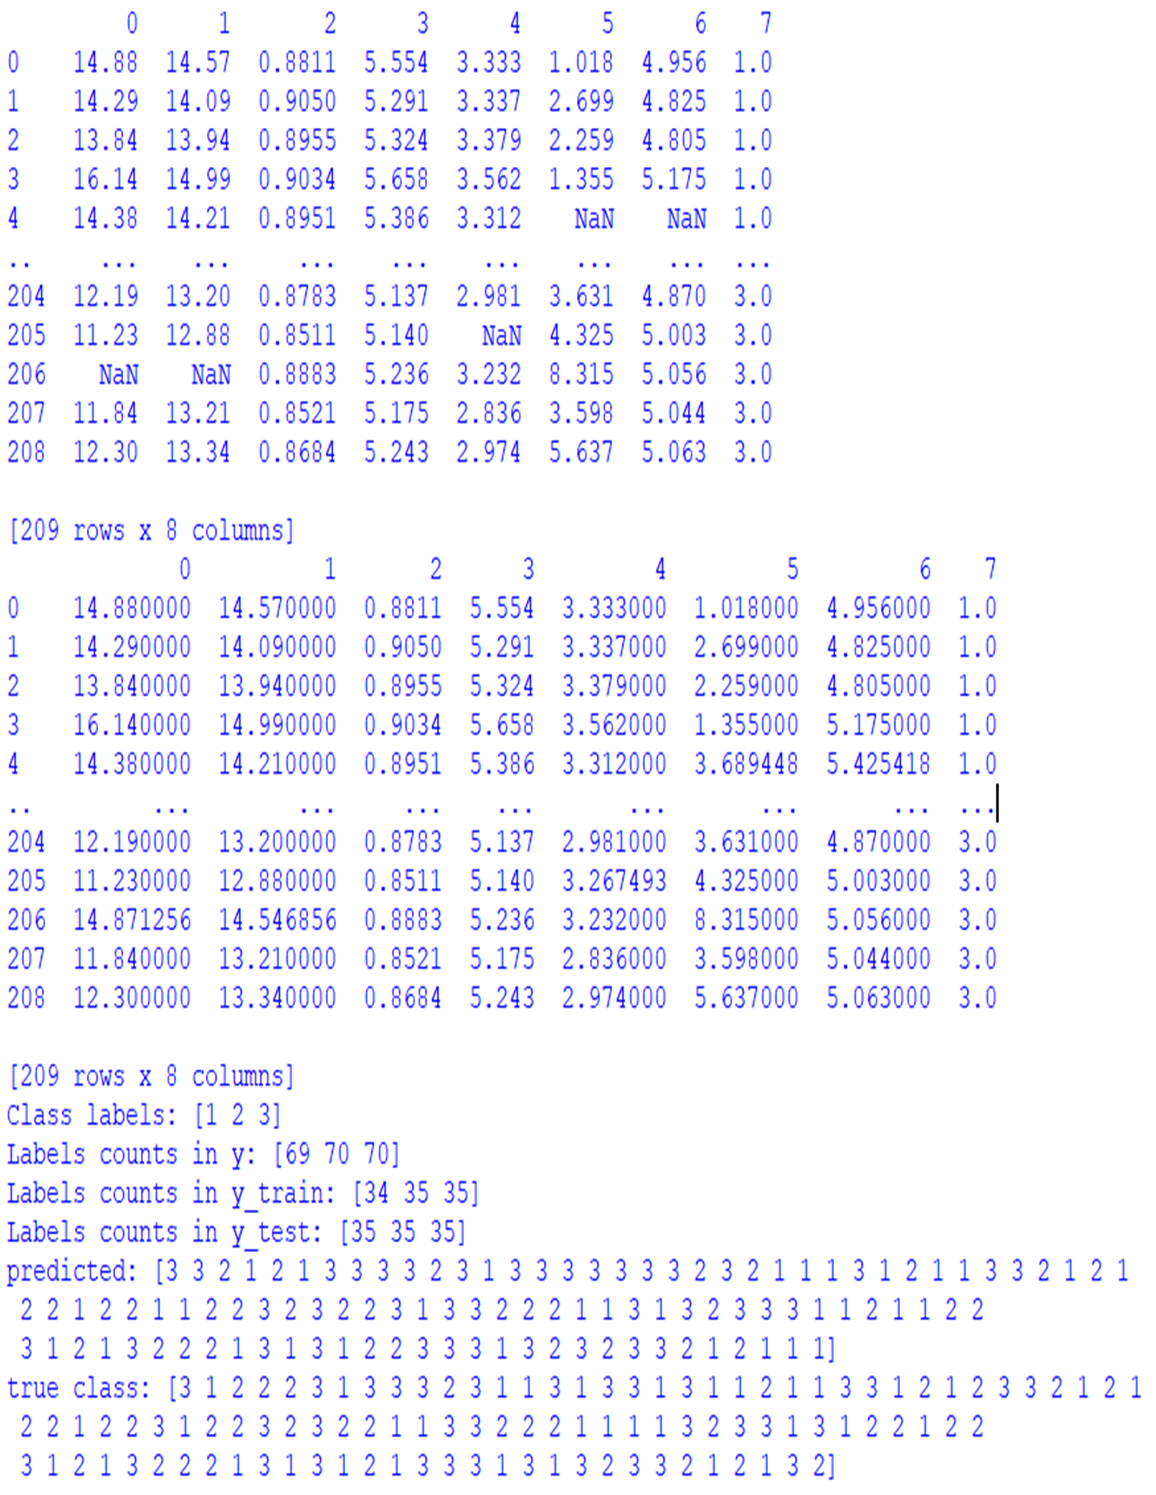 0 1 2 3 4 5 6 7
0 14.88 14.57 0.8811 5.554 3.333 1.018 4.956 1.0
1 14.29 14.09 0.9050 5.291 3.337 2.699 4.825 1.0
2 13.84 13.94 0.8955 5.324 3.379 2.259 4.805 1.0
3 16.14 14.99 0.9034 5.658 3.562 1.355 5.175 1.0
4 14.38 14.21 0.8951 5.386 3.312 NaN NaN 1.0
.. ... ... ... ... ... ... ... ...
204 12.19 13.20 0.8783 5.137 2.981 3.631 4.870 3.0
205 11.23 12.88 0.8511 5.140 NaN 4.325 5.003 3.0
206 NaN NaN 0.8883 5.236 3.232 8.315 5.056 3.0
207 11.84 13.21 0.8521 5.175 2.836 3.598 5.044 3.0
208 12.30 13.34 0.8684 5.243 2.974 5.637 5.063 3.0
[209 rows x 8 columns]
0 1 2 3 4 5 6 7
0 14.880000 14.570000 0.8811 5.554 3.333000 1.018000 4.956000 1.0
1 14.290000 14.090000 0.9050 5.291 3.337000 2.699000 4.825000 1.0
2 13.840000 13.940000 0.8955 5.324 3.379000 2.259000 4.805000 1.0
3 16.140000 14.990000 0.9034 5.658 3.562000 1.355000 5.175000 1.0
4 14.380000 14.210000 0.8951 5.386 3.312000 3.689448 5.425418 1.0
.. ... ... ... ... ... ... ... ...
204 12.190000 13.200000 0.8783 5.137 2.981000 3.631000 4.870000 3.0
205 11.230000 12.880000 0.8511 5.140 3.267493 4.325000 5.003000 3.0
206 14.871256 14.546856 0.8883 5.236 3.232000 8.315000 5.056000 3.0
207 11.840000 13.210000 0.8521 5.175 2.836000 3.598000 5.044000 3.0
208 12.300000 13.340000 0.8684 5.243 2.974000 5.637000 5.063000 3.0
[209 rows x 8 columns]
Class labels: [1 2 3]
Labels counts in y: [69 70 70]
Labels counts in y_train: [34 35 35]
Labels counts in y_test: [35 35 35]
predicted: [3 3 2 1 2 1 3 3 3 3 2 3 1 3 3 3 3 3 3 3 2 3 2 1 1 1 3 1 2 1 1 3 3 2 1 2 1
2 2 1 2 2 1 1 2 2 3 2 3 2 2 3 1 3 3 2 2 2 1 1 3 1 3 2 3 3 3 1 1 2 1 1 2 2
3 1 2 1 3 2 2 2 1 3 1 3 1 2 2 3 3 3 1 3 2 3 2 3 3 2 1 2 1 1 1]
true class: [3 1 2 2 2 3 1 3 3 3 2 3 1 1 3 1 3 3 1 3 1 1 2 1 1 3 3 1 2 1 2 3 3 2 1 2 1
2 2 1 2 2 3 1 2 2 3 2 3 2 2 1 1 3 3 2 2 2 1 1 1 1 3 2 3 3 1 3 1 2 2 1 2 2
3 1 2 1 3 2 2 2 1 3 1 3 1 2 1 3 3 3 1 3 1 3 2 3 3 2 1 2 1 3 2]